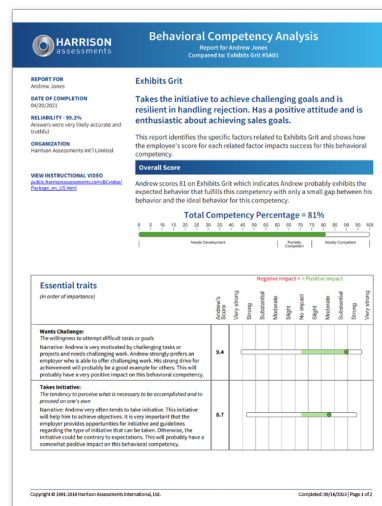 HARRISON
assessments
Behavioral Competency Analysis
Report for Andrew Jones
Compared to: Exhibits Grit #SA01
REPORT FOR
Andrew Jones
DATE OF COMPLETION
04/20/2021
RELIABILITY - 99.2%
Answers were very likely accurate and
truthful
ORGANIZATION
Harrison Assessments Int'l Limited
VIEW INSTRUCTIONAL VIDEO
public.harrisonassessments.com/BCvideo/
Package_en_US.html
Exhibits Grit
Takes the initiative to achieve challenging goals and is
resilient in handling rejection. Has a positive attitude and is
enthusiastic about achieving sales goals.
This report identifies the specific factors related to Exhibits Grit and shows how
the employee's score for each related factor impacts success for this behavioral
competency.
Overall Score
Andrew scores 81 on Exhibits Grit which indicates Andrew probably exhibits the
expected behavior that fulfills this competency with only a small gap between his
behavior and the ideal behavior for this competency.
Total Competency Percentage = 81%
0 5 10 15 20 25 30 35 40 45 50 55 60 65 70 75 80 85 90 95 100
Needs Development
Partially
Competent
Mostly Competent
Essential traits
(in order of importance)
Negative Impact < > Positive Impact
Andrew's
Score
Very strong
Strong
Substantial
Moderate
Slight
No impact
Slight
Moderate
Substantial
Strong
Very strong
Wants Challenge:
The willingness to attempt difficult tasks or goals
Narrative: Andrew is very motivated by challenging tasks or
projects and needs challenging work. Andrew strongly prefers an
employer who is able to offer challenging work. His strong drive for
achievement will probably be a good example for others. This will
probably have a very positive impact on this behavioral competency.
9.4
Takes Initiative:
The tendency to perceive what is necessary to be accomplished and to
proceed on one's own
Narrative: Andrew very often tends to take initiative. This initiative
will help him to achieve objectives. It is very important that the
employer provides opportunities for initiative and guidelines
regarding the type of initiative that can be taken. Otherwise, the
initiative could be contrary to expectations. This will probably have a
somewhat positive impact on this behavioral competency.
8.7
Copyright © 1991-2016 Harrison Assessments International, Ltd.
Completed: 09/16/2013 | Page 1 of 2